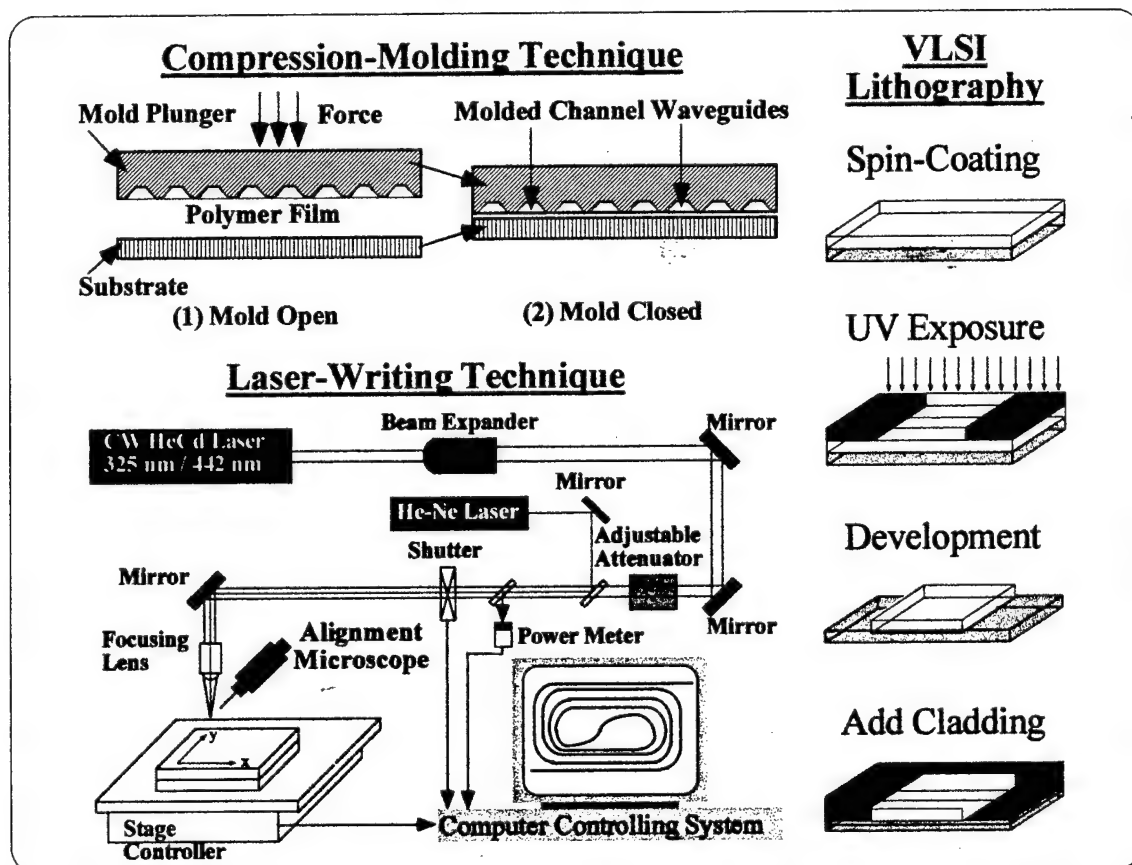 Compression-Molding Technique
Mold Plunger
Force
Molded Channel Waveguides
Polymer Film
Substrate
(1) Mold Open
(2) Mold Closed
Laser-Writing Technique
CW HeCd Laser
325 nm / 442 nm
Beam Expander
Mirror
He-Ne Laser
Mirror
Adjustable
Attenuator
Shutter
Mirror
Mirror
Power Meter
Focusing
Lens
Alignment
Microscope
y
x
Stage
Controller
Computer Controlling System
VLSI
Lithography
Spin-Coating
UV Exposure
Development
Add Cladding